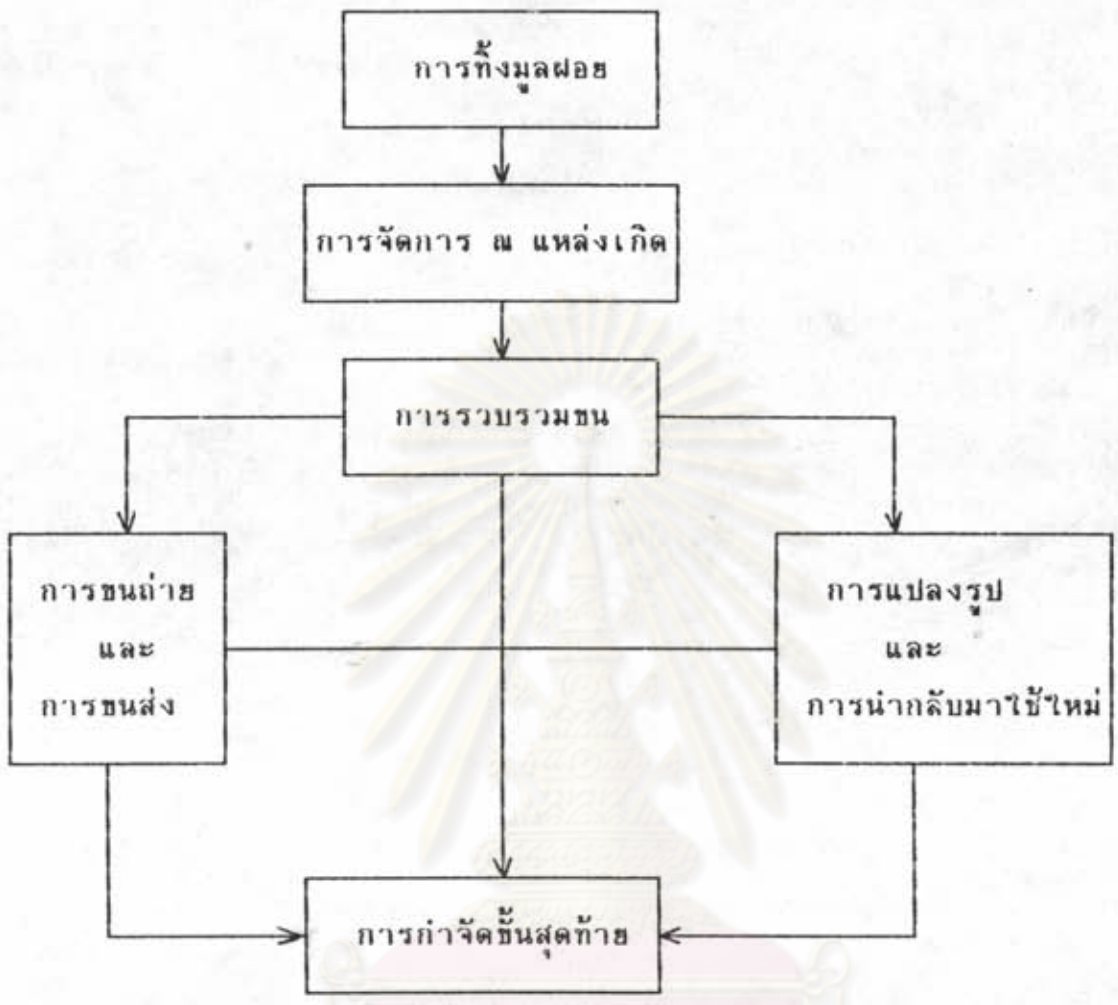 การทิ้งมูลฝอย
การจัดการ ณ แหล่งเกิด
การรวบรวมขน
การขนถ่าย
และ
การขนส่ง
การแปลงรูป
และ
การนำกลับมาใช้ใหม่
การกำจัดขั้นสุดท้าย